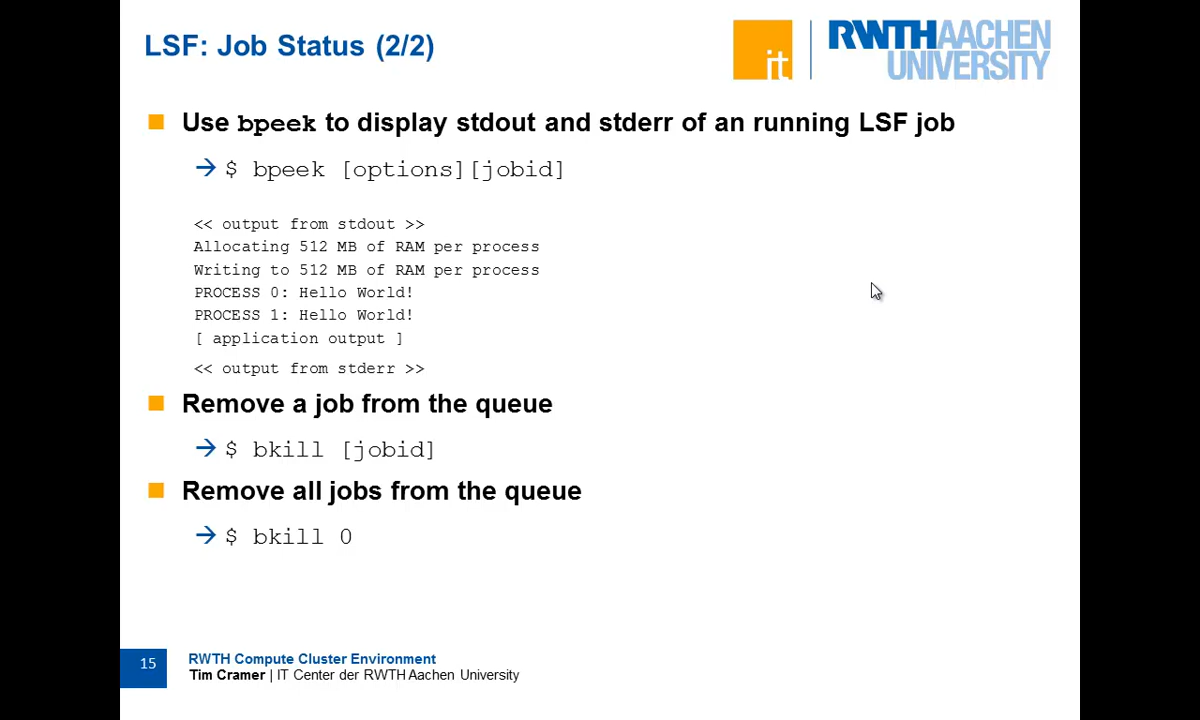 LSF: Job Status (2/2)
it
RWTHAACHEN
UNIVERSITY
Use bpeek to display stdout and stderr of an running LSF job
→ $ bpeek [options][jobid]
<< output from stdout >>
Allocating 512 MB of RAM per process
Writing to 512 MB of RAM per process
PROCESS 0: Hello World!
PROCESS 1: Hello World!
[ application output ]
<< output from stderr >>
Remove a job from the queue
→ $ bkill [jobid]
Remove all jobs from the queue
→ $ bkill 0
15
RWTH Compute Cluster Environment
Tim Cramer | IT Center der RWTH Aachen University